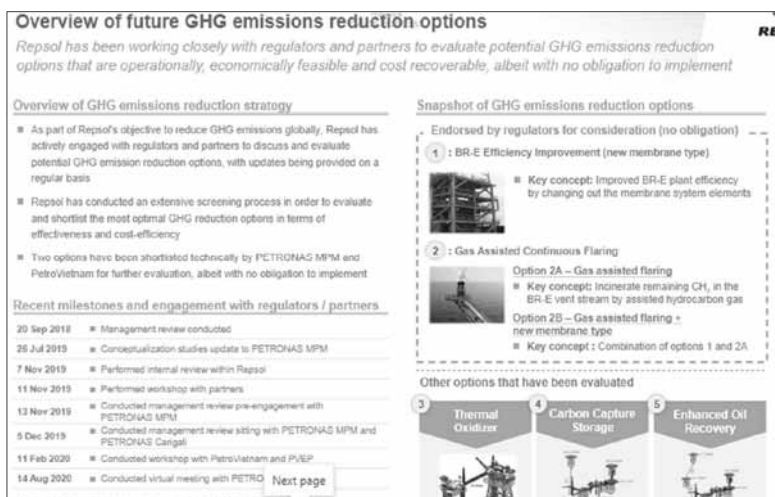 Overview of future GHG emissions reduction options
RE
Repsol has been working closely with regulators and partners to evaluate potential GHG emissions reduction
options that are operationally, economically feasible and cost recoverable, albeit with no obligation to implement
Overview of GHG emissions reduction strategy
■ As part of Repsol's objective to reduce GHG emissions globally, Repsol has
actively engaged with regulators and partners to discuss and evaluate
potential GHG emission reduction options, with updates being provided on a
regular basis
■ Repsol has conducted an extensive screening process in order to evaluate
and shortlist the most optimal GHG reduction options in terms of
effectiveness and cost-efficiency
■ Two options have been shortlisted technically by PETRONAS MPM and
PetroVietnam for further evaluation, albeit with no obligation to implement
Recent milestones and engagement with regulators / partners
20 Sep 2018 ■ Management review conducted
26 Jul 2019 ■ Conceptualization studies update to PETRONAS MPM
7 Nov 2019 ■ Performed internal review within Repsol
11 Nov 2019 ■ Performed workshop with partners
13 Nov 2019 ■ Conducted management review pre-engagement with
PETRONAS MPM
5 Dec 2019 ■ Conducted management review sitting with PETRONAS MPM and
PETRONAS Carigali
11 Feb 2020 ■ Conducted workshop with PetroVietnam and PVEP
14 Aug 2020 ■ Conducted virtual meeting with PETRO
Next page
Snapshot of GHG emissions reduction options
Endorsed by regulators for consideration (no obligation)
1 : BR-E Efficiency Improvement (new membrane type)
■ Key concept: Improved BR-E plant efficiency
by changing out the membrane system elements
2 : Gas Assisted Continuous Flaring
Option 2A – Gas assisted flaring
■ Key concept: Incinerate remaining CH₄ in the
BR-E vent stream by assisted hydrocarbon gas
Option 2B – Gas assisted flaring +
new membrane type
■ Key concept : Combination of options 1 and 2A
Other options that have been evaluated
3 Thermal
Oxidizer
4 Carbon Capture
Storage
5 Enhanced Oil
Recovery